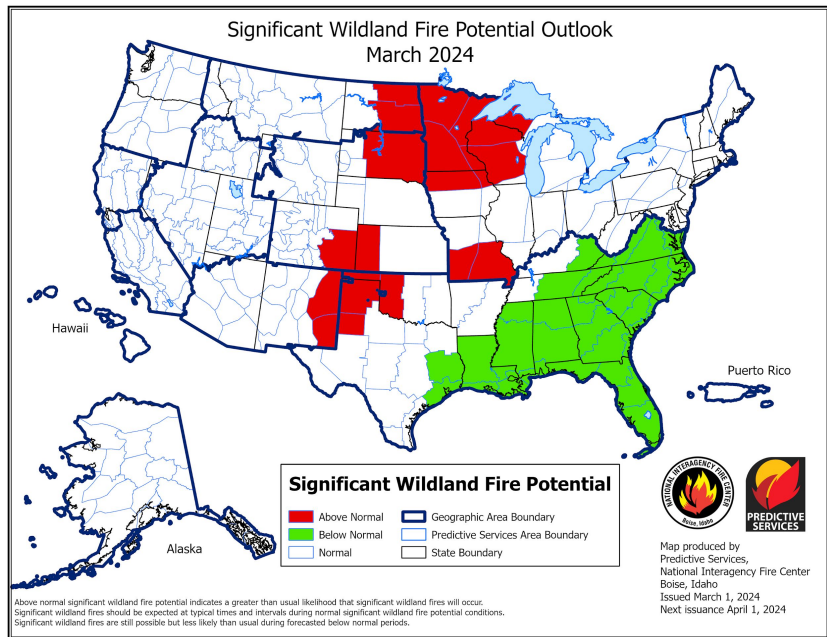 Significant Wildland Fire Potential Outlook
March 2024
Hawaii
Puerto Rico
Alaska
Significant Wildland Fire Potential
Above Normal
Geographic Area Boundary
Below Normal
Predictive Services Area Boundary
Normal
State Boundary
NATIONAL INTERAGENCY FIRE CENTER
Boise, Idaho
PREDICTIVE
SERVICES
Map produced by
Predictive Services,
National Interagency Fire Center
Boise, Idaho
Issued March 1, 2024
Next issuance April 1, 2024
Above normal significant wildland fire potential indicates a greater than usual likelihood that significant wildland fires will occur.
Significant wildland fires should be expected at typical times and intervals during normal significant wildland fire potential conditions.
Significant wildland fires are still possible but less likely than usual during forecasted below normal periods.